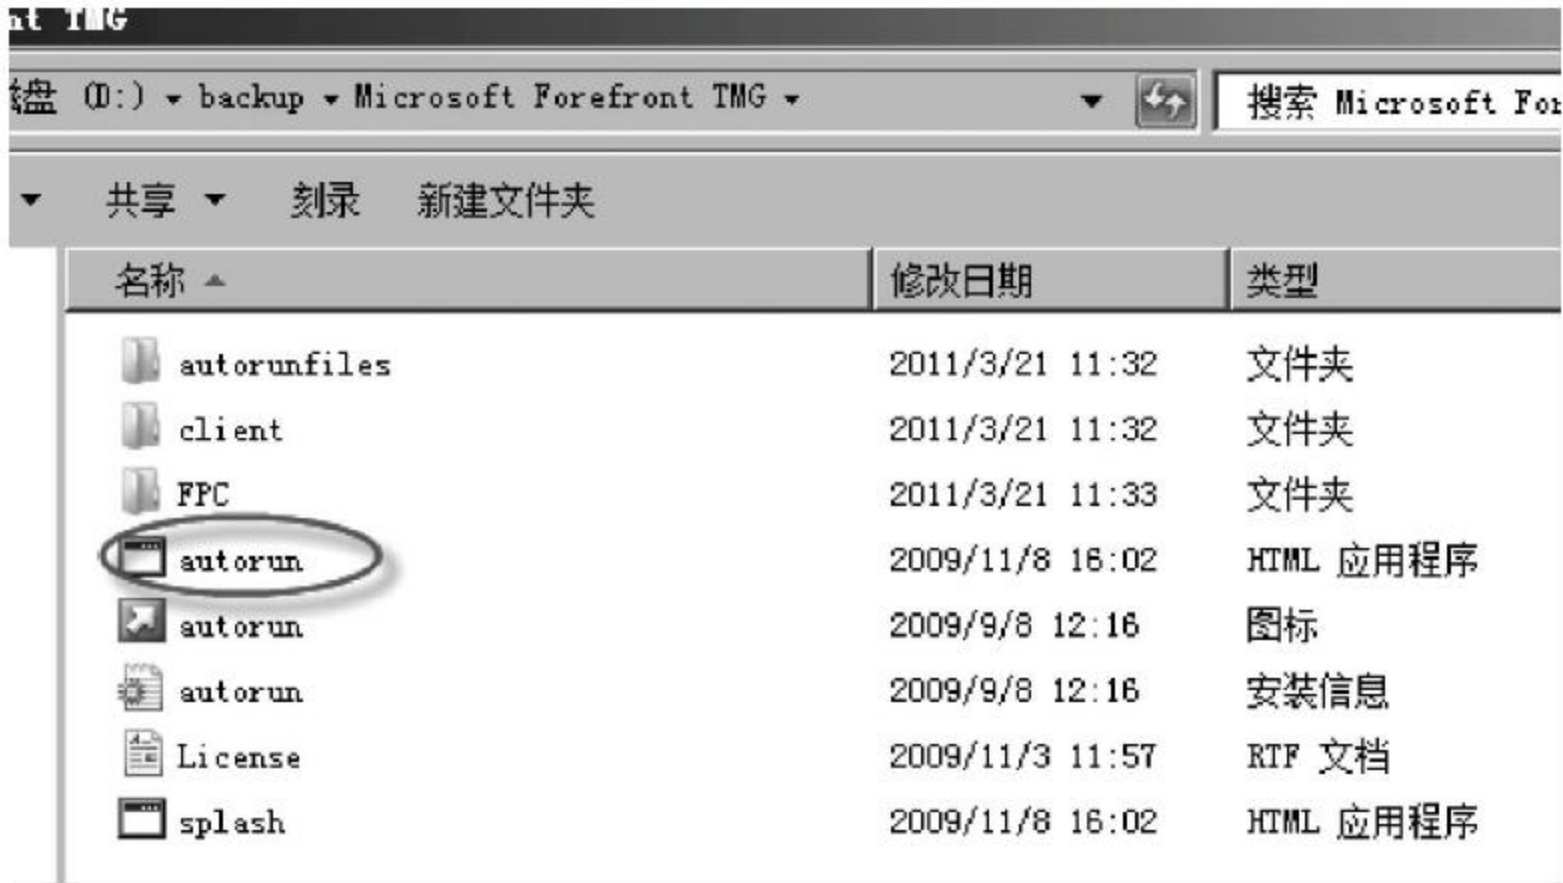 nt TMG
盘 (D:) backup Microsoft Forefront TMG 搜索 Microsoft For
共享 刻录 新建文件夹
名称 修改日期 类型
autorunfiles 2011/3/21 11:32 文件夹
client 2011/3/21 11:32 文件夹
FPC 2011/3/21 11:33 文件夹
autorun 2009/11/8 16:02 HTML 应用程序
autorun 2009/9/8 12:16 图标
autorun 2009/9/8 12:16 安装信息
License 2009/11/3 11:57 RTF 文档
splash 2009/11/8 16:02 HTML 应用程序